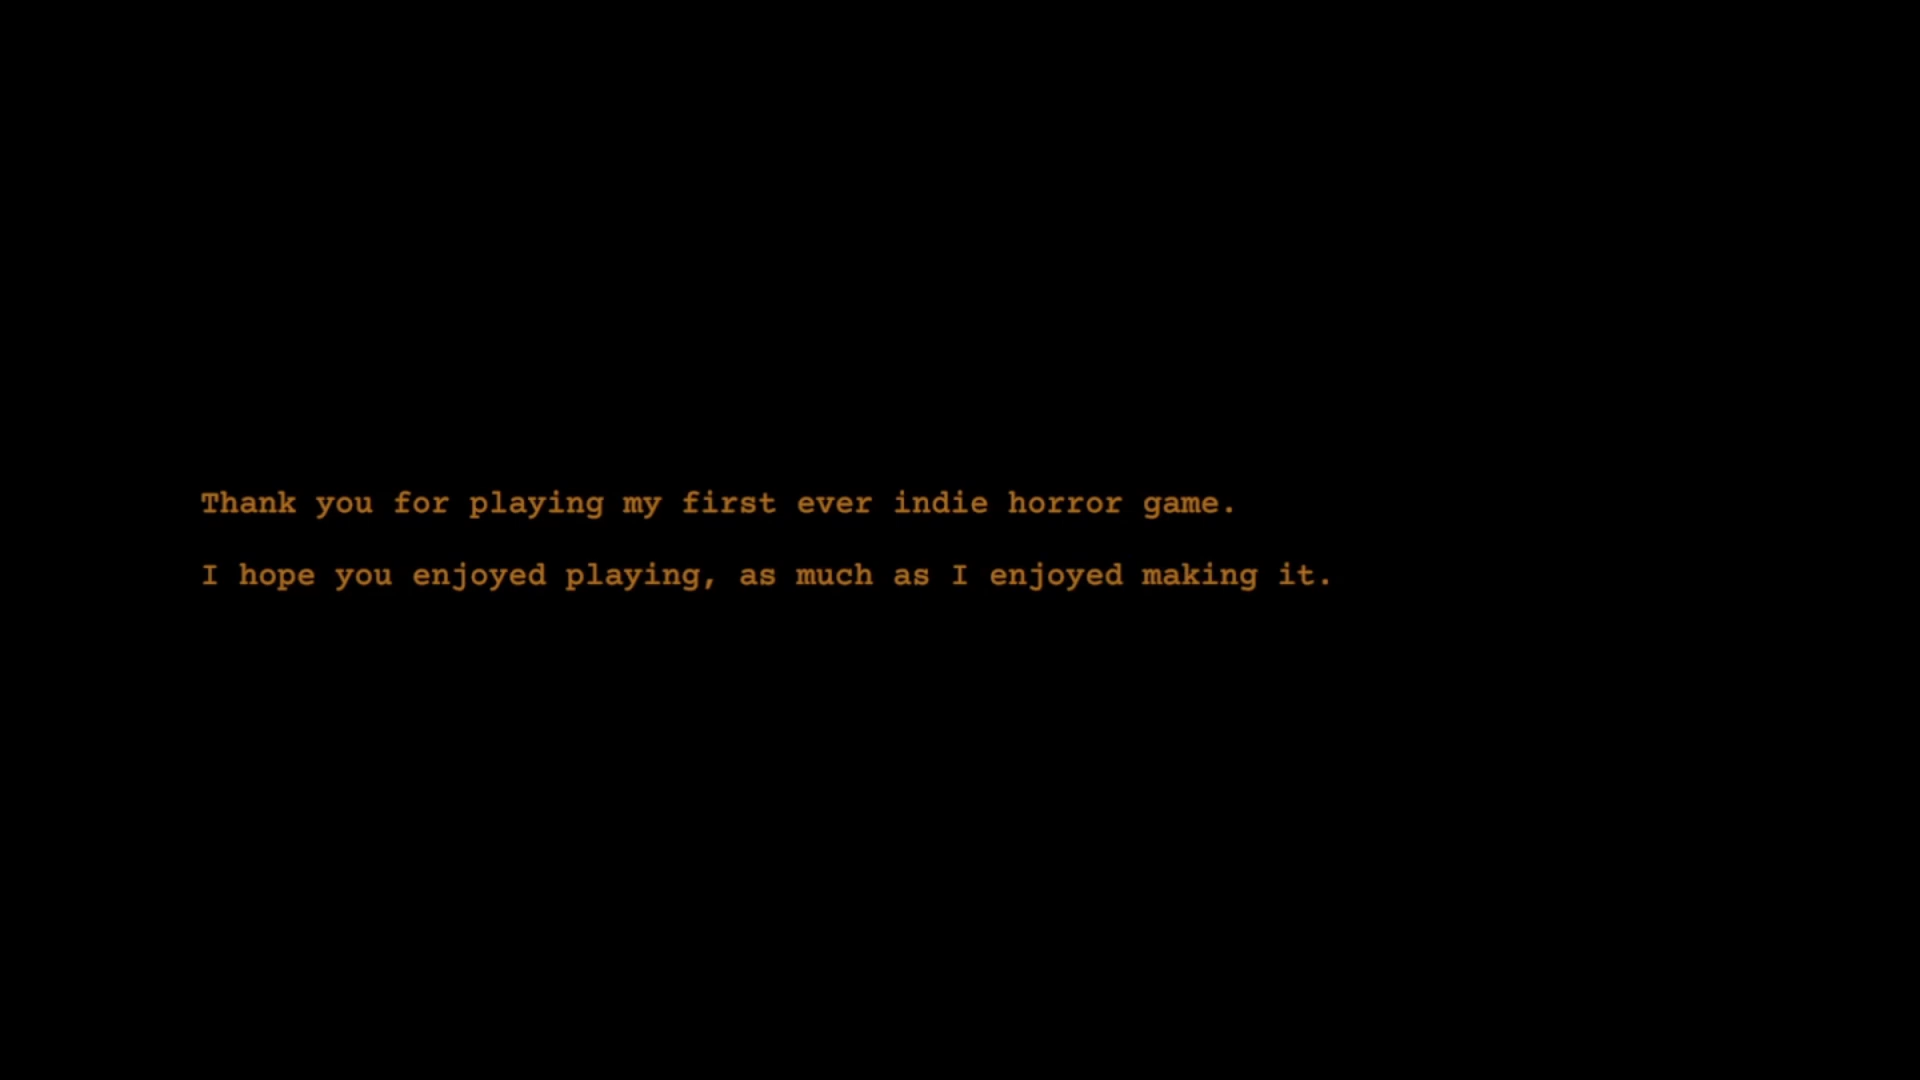 Thank you for playing my first ever indie horror game.
I hope you enjoyed playing, as much as I enjoyed making it.